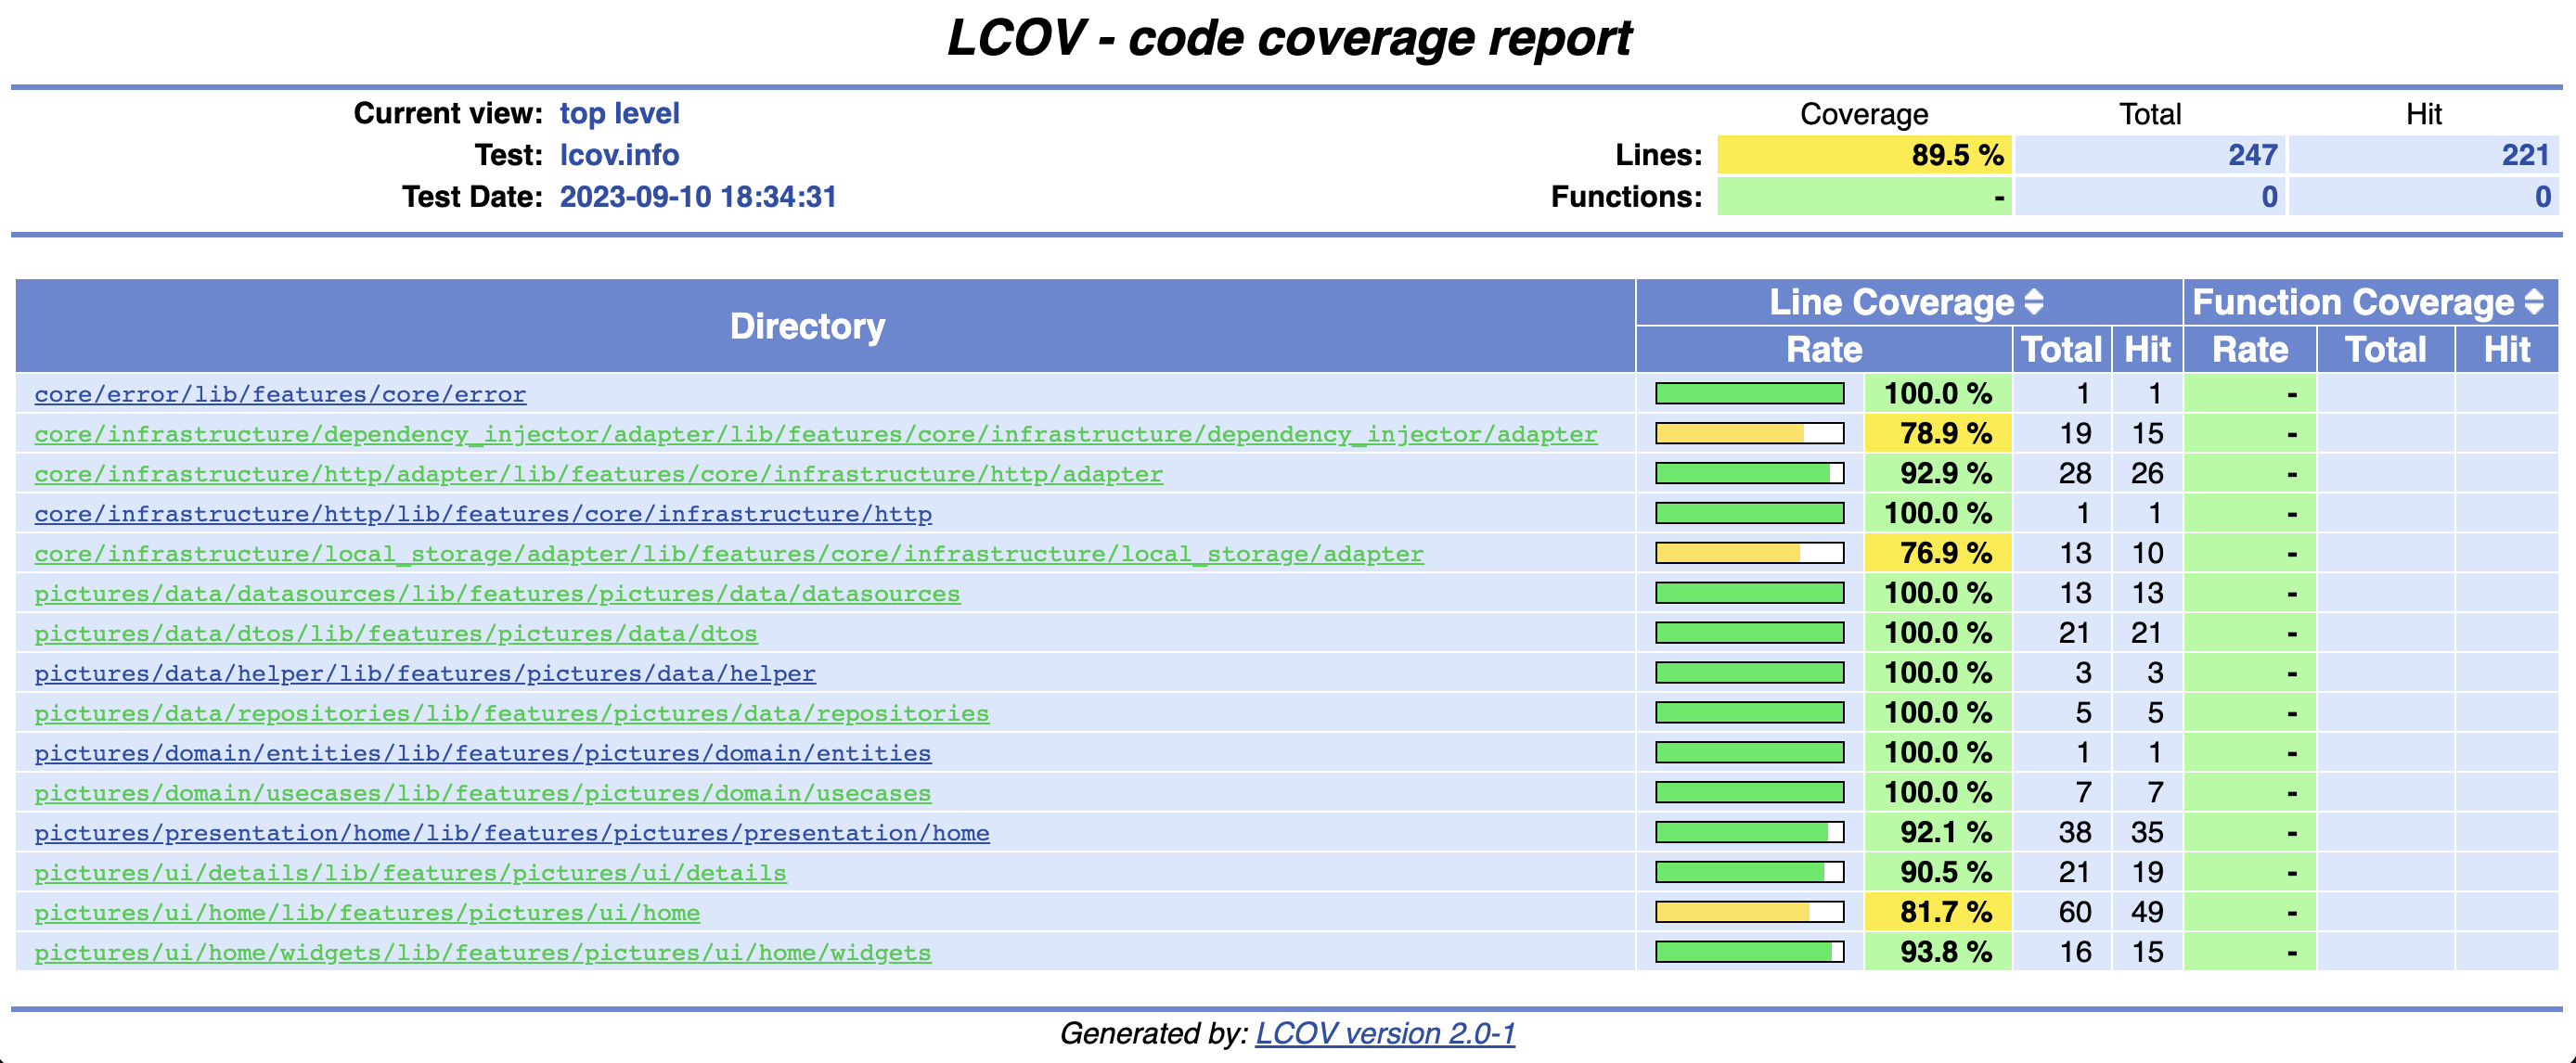 LCOV - code coverage report
Current view: top level Coverage Total Hit
Test: lcov.info Lines: 89.5 % 247 221
Test Date: 2023-09-10 18:34:31 Functions: - 0 0
Directory Line Coverage Function Coverage
Rate Total Hit Rate Total Hit
core/error/lib/features/core/error 100.0 % 1 1 -
core/infrastructure/dependency_injector/adapter/lib/features/core/infrastructure/dependency_injector/adapter 78.9 % 19 15 -
core/infrastructure/http/adapter/lib/features/core/infrastructure/http/adapter 92.9 % 28 26 -
core/infrastructure/http/lib/features/core/infrastructure/http 100.0 % 1 1 -
core/infrastructure/local_storage/adapter/lib/features/core/infrastructure/local_storage/adapter 76.9 % 13 10 -
pictures/data/datasources/lib/features/pictures/data/datasources 100.0 % 13 13 -
pictures/data/dtos/lib/features/pictures/data/dtos 100.0 % 21 21 -
pictures/data/helper/lib/features/pictures/data/helper 100.0 % 3 3 -
pictures/data/repositories/lib/features/pictures/data/repositories 100.0 % 5 5 -
pictures/domain/entities/lib/features/pictures/domain/entities 100.0 % 1 1 -
pictures/domain/usecases/lib/features/pictures/domain/usecases 100.0 % 7 7 -
pictures/presentation/home/lib/features/pictures/presentation/home 92.1 % 38 35 -
pictures/ui/details/lib/features/pictures/ui/details 90.5 % 21 19 -
pictures/ui/home/lib/features/pictures/ui/home 81.7 % 60 49 -
pictures/ui/home/widgets/lib/features/pictures/ui/home/widgets 93.8 % 16 15 -
Generated by: LCOV version 2.0-1